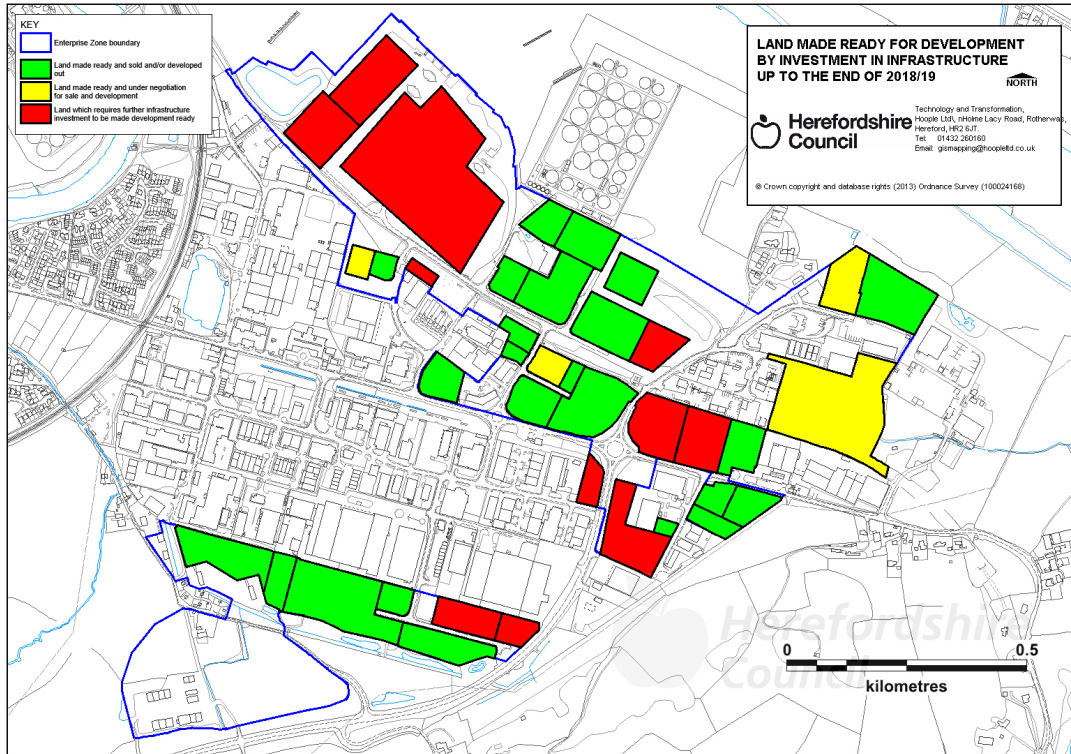 KEY
Enterprise Zone boundary
Land made ready and sold and/or developed
out
Land made ready and under negotiation
for sale and development
Land which requires further infrastructure
investment to be made development ready
LAND MADE READY FOR DEVELOPMENT
BY INVESTMENT IN INFRASTRUCTURE
UP TO THE END OF 2018/19
NORTH
Herefordshire
Council
Technology and Transformation,
Hoople Ltd\, nHolme Lacy Road, Rotherwas,
Hereford, HR2 6JT.
Tel: 01432 260160
Email: gismapping@hoopleltd.co.uk
© Crown copyright and database rights (2013) Ordnance Survey (100024168)
Herefordshire
Council
0 0.5
kilometres